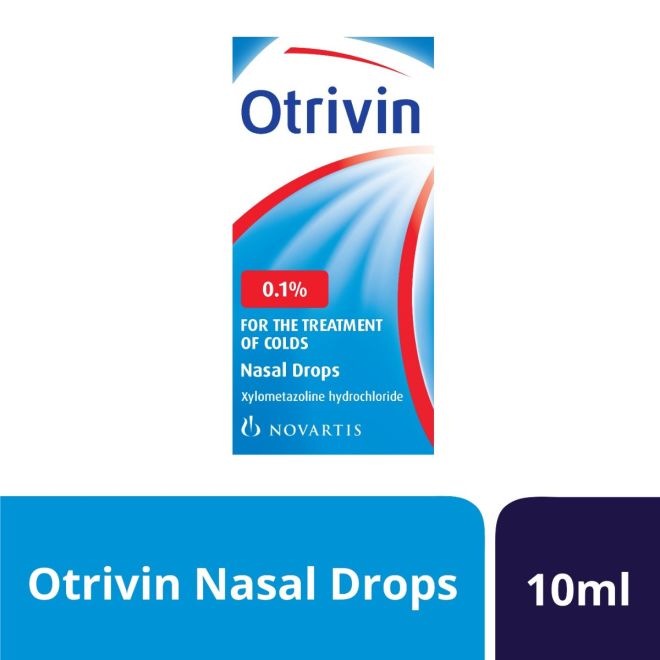 Otrivin
0.1%
FOR THE TREATMENT
OF COLDS
Nasal Drops
Xylometazoline hydrochloride
NOVARTIS
Otrivin Nasal Drops
10ml